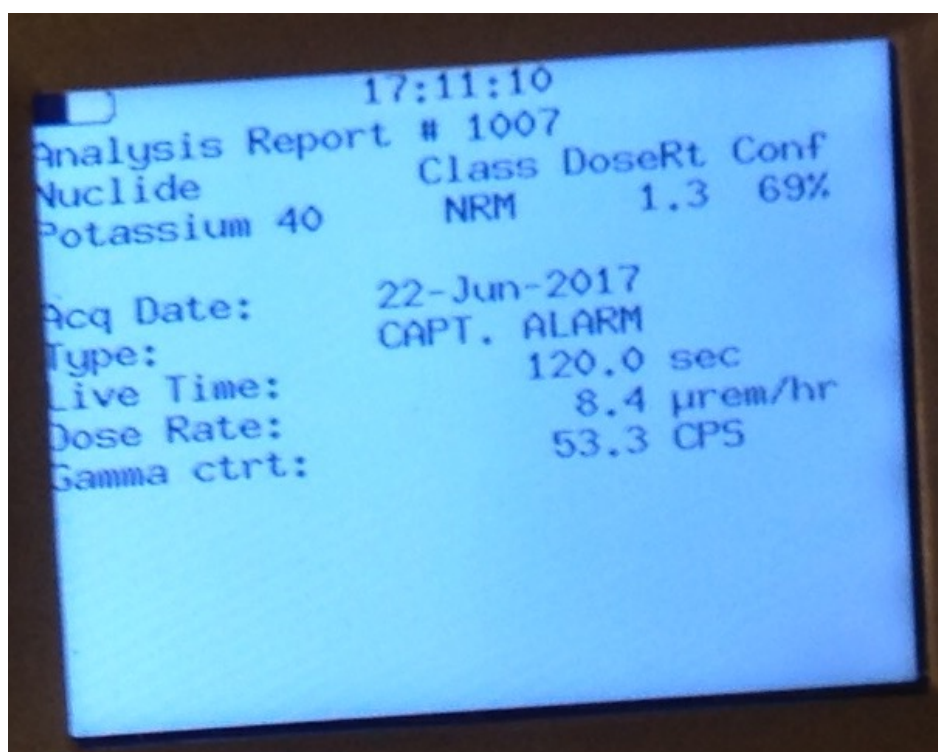 17:11:10
Analysis Report # 1007
Nuclide Class DoseRt Conf
Potassium 40 NRM 1.3 69%
Acq Date: 22-Jun-2017
Type: CAPT. ALARM
Live Time: 120.0 sec
Dose Rate: 8.4 µrem/hr
Gamma ctrt: 53.3 CPS